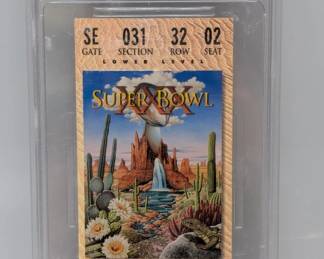 SE 031 32 02
GATE SECTION ROW SEAT
LOWER LEVEL
XXX
SUPER BOWL